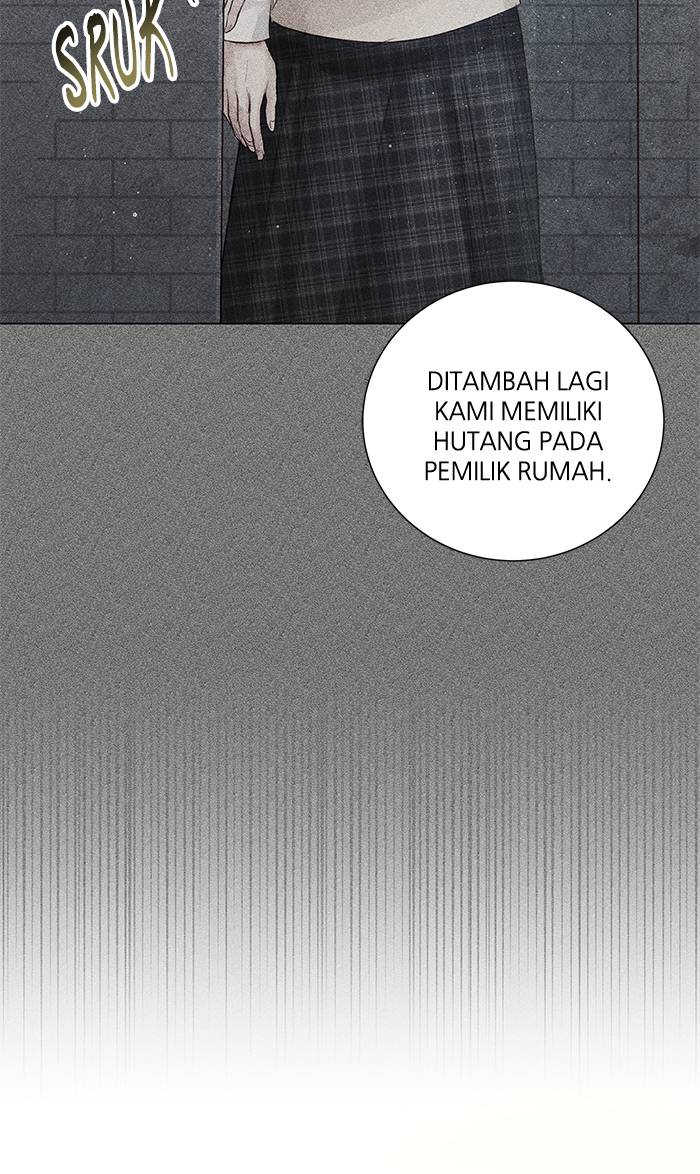 SRUK
DITAMBAH LAGI
KAMI MEMILIKI
HUTANG PADA
PEMILIK RUMAH.